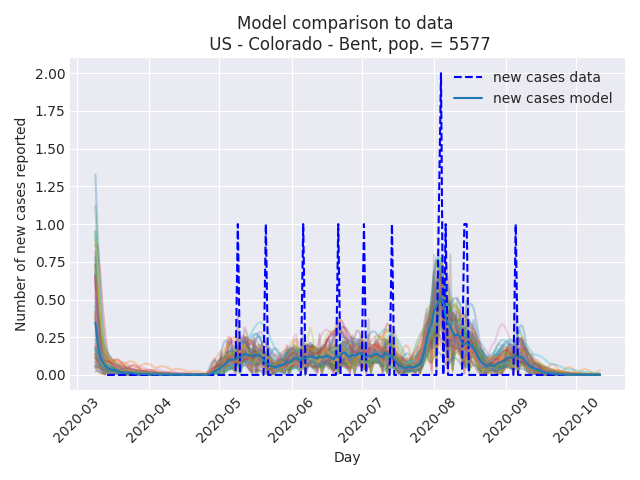 Model comparison to data
US - Colorado - Bent, pop. = 5577
new cases data
new cases model
Number of new cases reported
2.00
1.75
1.50
1.25
1.00
0.75
0.50
0.25
0.00
2020-03
2020-04
2020-05
2020-06
2020-07
2020-08
2020-09
2020-10
Day